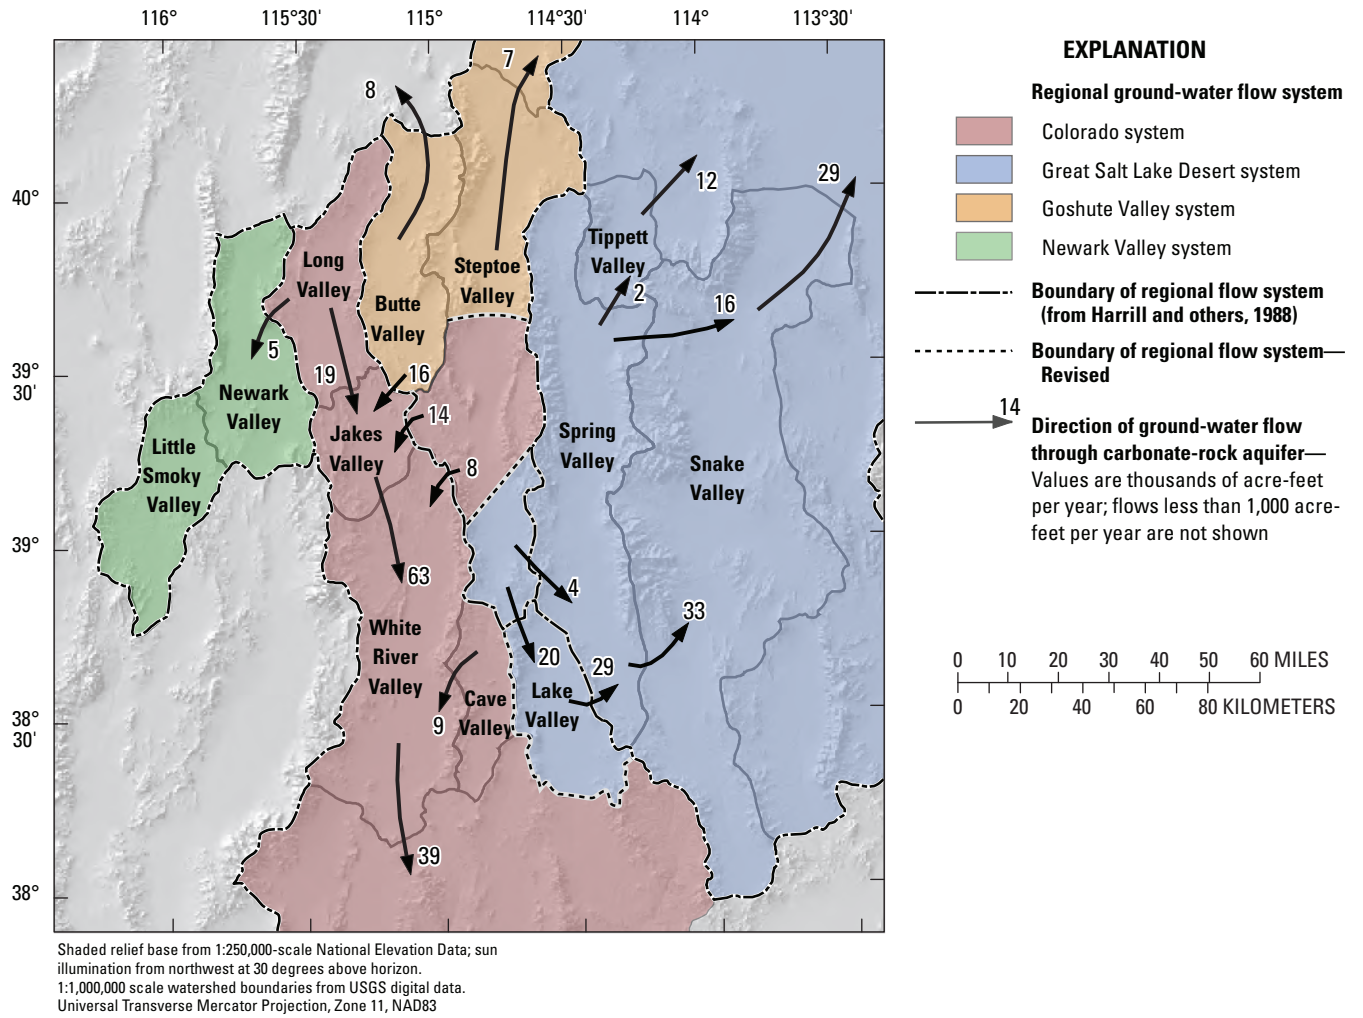 116°
115°30'
115°
114°30'
114°
113°30'
40°
39°
30'
39°
38°
30'
38°
7
8
12
29
Tippett
Valley
Long
Valley
Steptoe
Valley
Butte
Valley
2
16
5
19
16
14
Newark
Valley
Jakes
Valley
Little
Smoky
Valley
Spring
Valley
Snake
Valley
8
63
4
33
White
River
Valley
20
29
Lake
Valley
Cave
Valley
9
39
EXPLANATION
Regional ground-water flow system
Colorado system
Great Salt Lake Desert system
Goshute Valley system
Newark Valley system
Boundary of regional flow system
(from Harrill and others, 1988)
Boundary of regional flow system—
Revised
14
Direction of ground-water flow
through carbonate-rock aquifer—
Values are thousands of acre-feet
per year; flows less than 1,000 acre-
feet per year are not shown
0 10 20 30 40 50 60 MILES
0 20 40 60 80 KILOMETERS
Shaded relief base from 1:250,000-scale National Elevation Data; sun
illumination from northwest at 30 degrees above horizon.
1:1,000,000 scale watershed boundaries from USGS digital data.
Universal Transverse Mercator Projection, Zone 11, NAD83